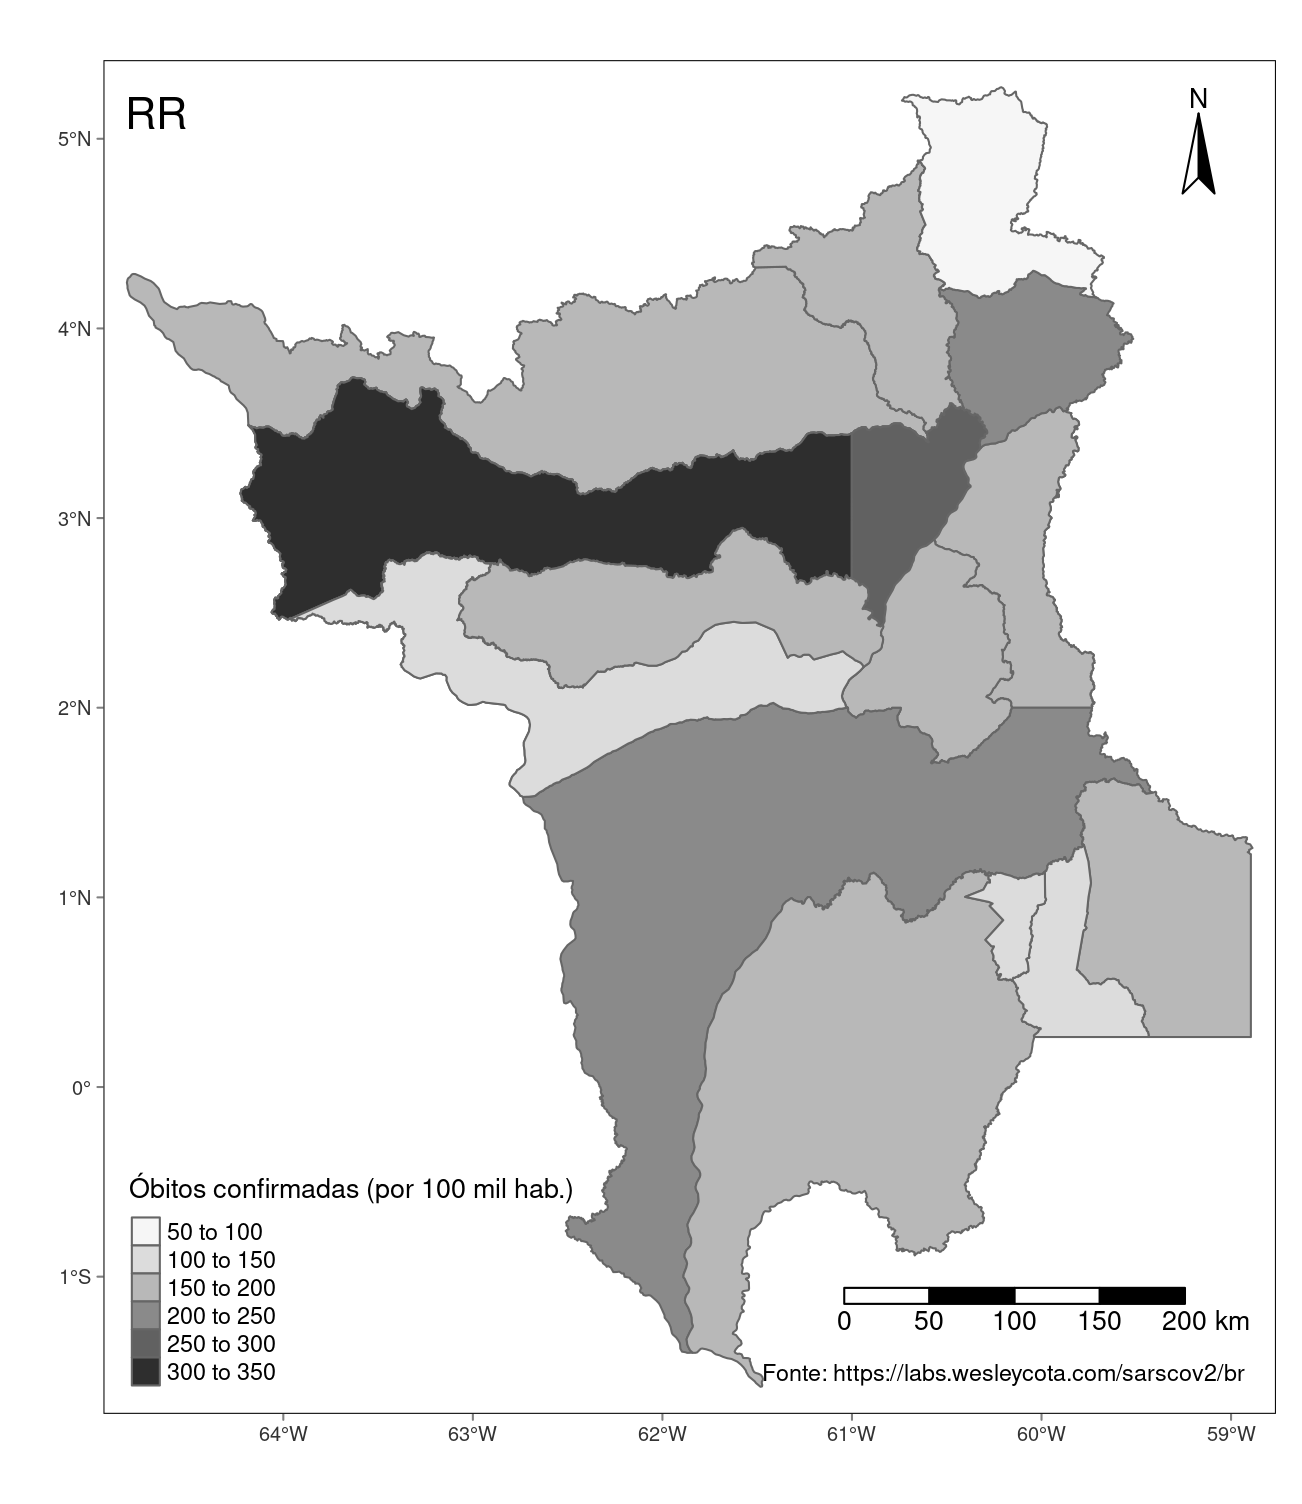 RR
N
5°N
4°N
3°N
2°N
1°N
0°
1°S
Óbitos confirmadas (por 100 mil hab.)
50 to 100
100 to 150
150 to 200
200 to 250
250 to 300
300 to 350
0 50 100 150 200 km
Fonte: https://labs.wesleycota.com/sarscov2/br
64°W 63°W 62°W 61°W 60°W 59°W